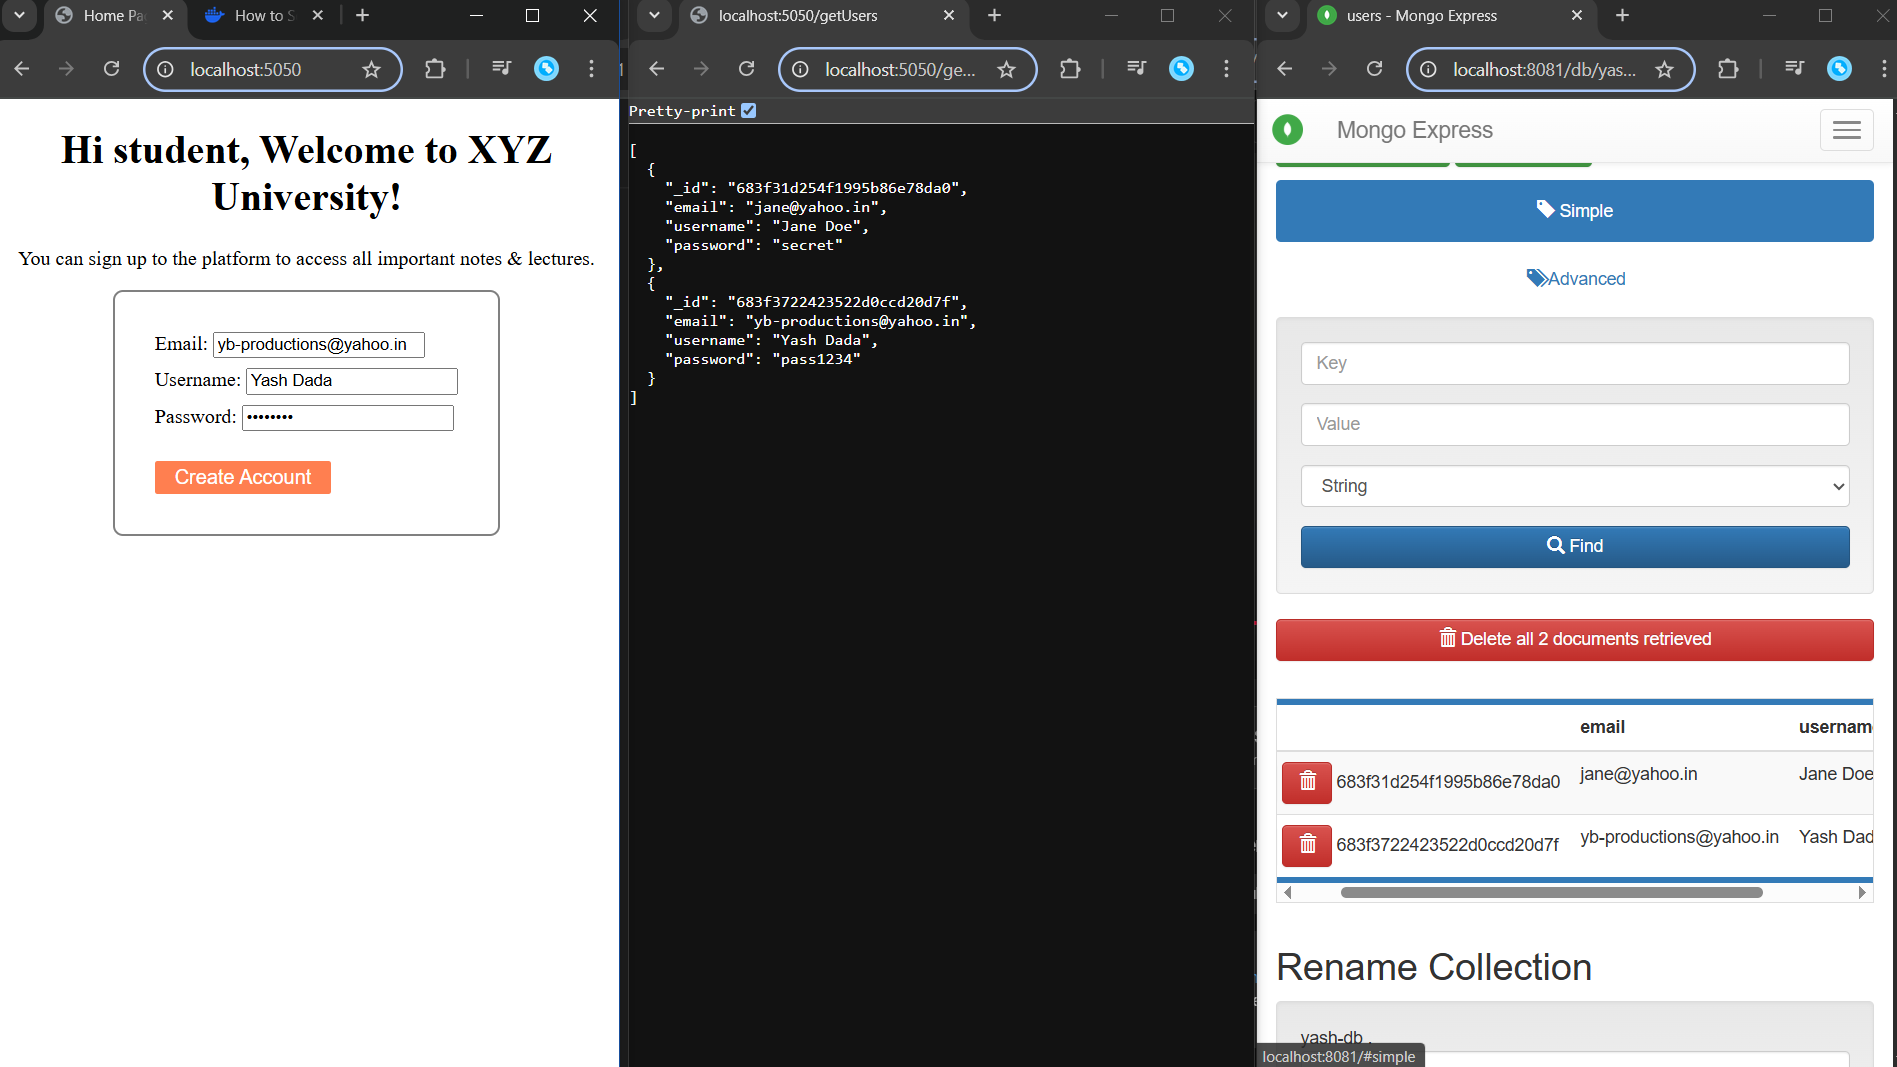 Home Pa
How to S
localhost:5050
Hi student, Welcome to XYZ
University!
You can sign up to the platform to access all important notes & lectures.
Email: yb-productions@yahoo.in
Username: Yash Dada
Password: ••••••••
Create Account
localhost:5050/getUsers
localhost:5050/ge...
Pretty-print
[
{
"_id": "683f31d254f1995b86e78da0",
"email": "jane@yahoo.in",
"username": "Jane Doe",
"password": "secret"
},
{
"_id": "683f3722423522d0ccd20d7f",
"email": "yb-productions@yahoo.in",
"username": "Yash Dada",
"password": "pass1234"
}
]
users - Mongo Express
localhost:8081/db/yas...
Mongo Express
Simple
Advanced
Key
Value
String
Find
Delete all 2 documents retrieved
email usernam
683f31d254f1995b86e78da0 jane@yahoo.in Jane Doe
683f3722423522d0ccd20d7f yb-productions@yahoo.in Yash Dad
Rename Collection
yash-db .
localhost:8081/#simple